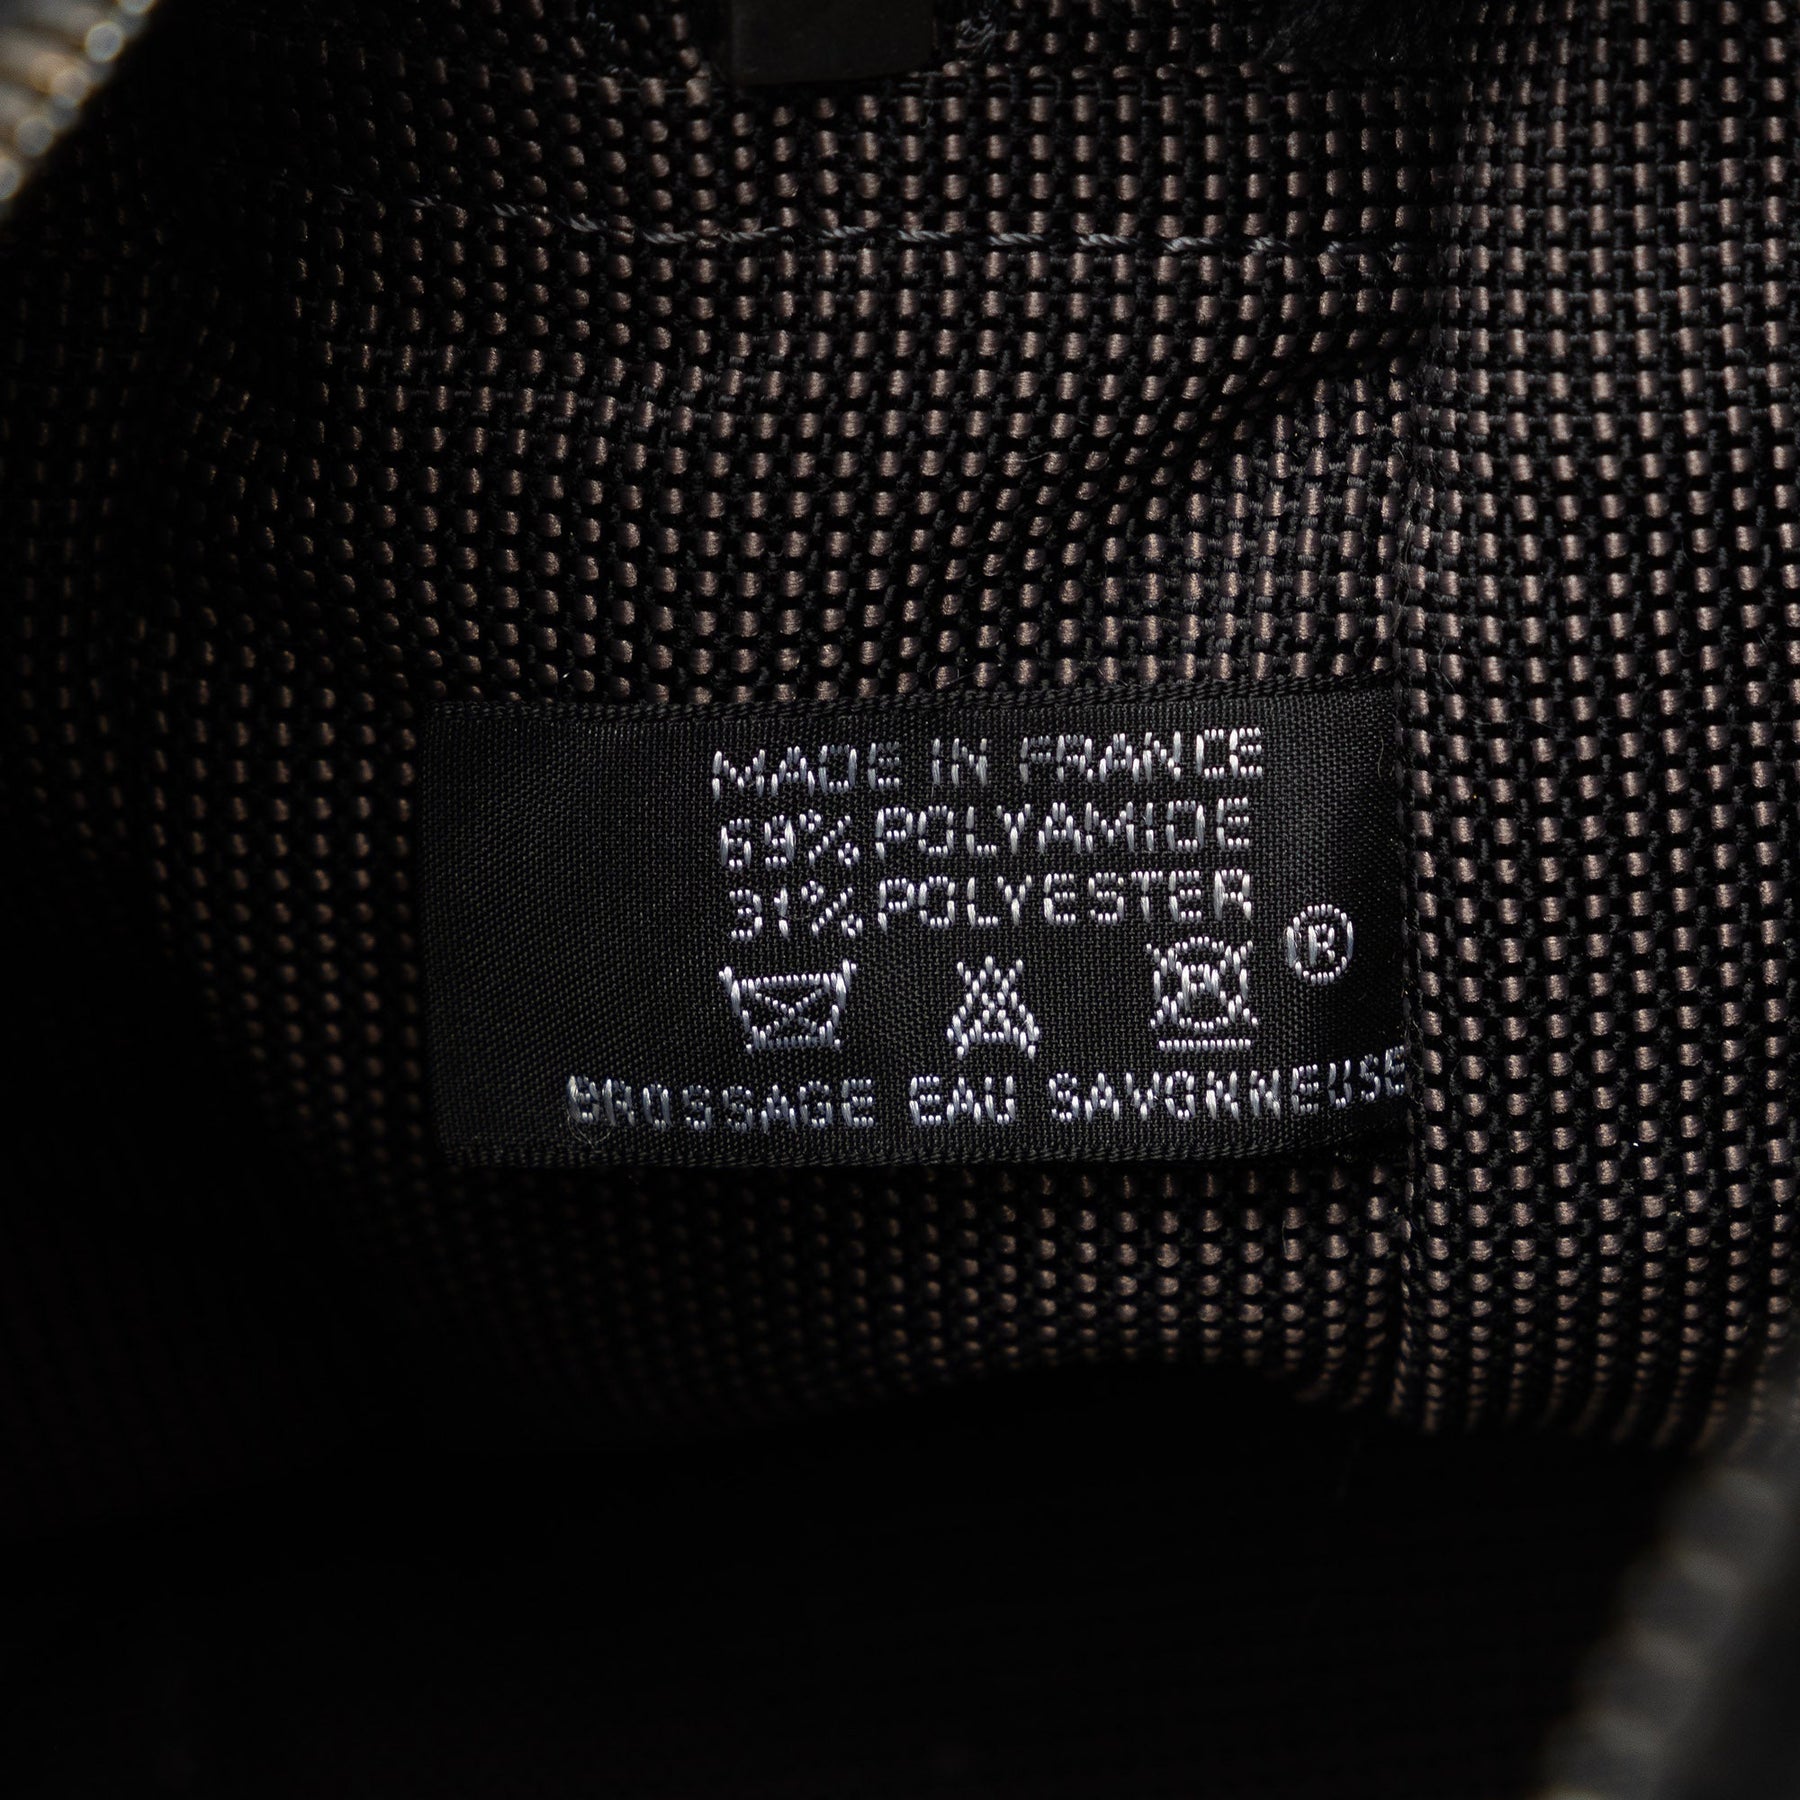 MADE IN FRANCE
69% POLYAMIDE
31% POLYESTER
®
BROSSAGE EAU SAVONNEUSE